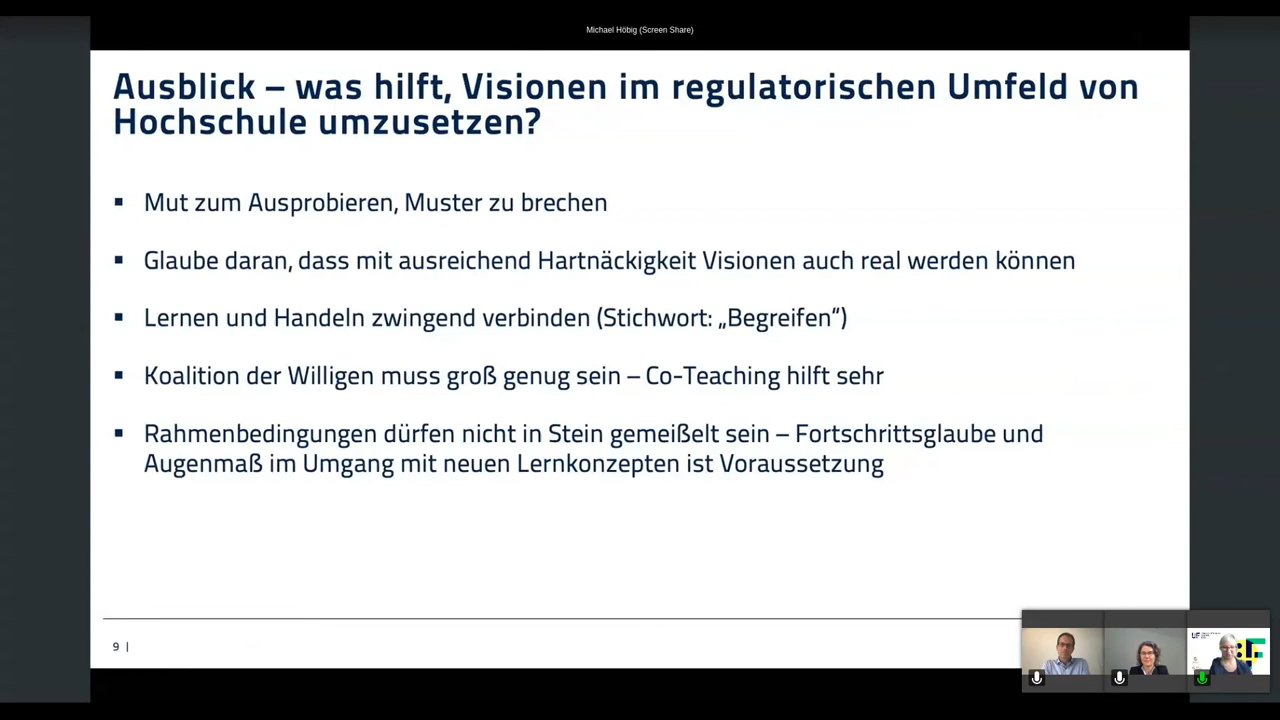 Michael Höbig (Screen Share)
Ausblick – was hilft, Visionen im regulatorischen Umfeld von
Hochschule umzusetzen?
▪ Mut zum Ausprobieren, Muster zu brechen
▪ Glaube daran, dass mit ausreichend Hartnäckigkeit Visionen auch real werden können
▪ Lernen und Handeln zwingend verbinden (Stichwort: „Begreifen“)
▪ Koalition der Willigen muss groß genug sein – Co-Teaching hilft sehr
▪ Rahmenbedingungen dürfen nicht in Stein gemeißelt sein – Fortschrittsglaube und
Augenmaß im Umgang mit neuen Lernkonzepten ist Voraussetzung
9 |